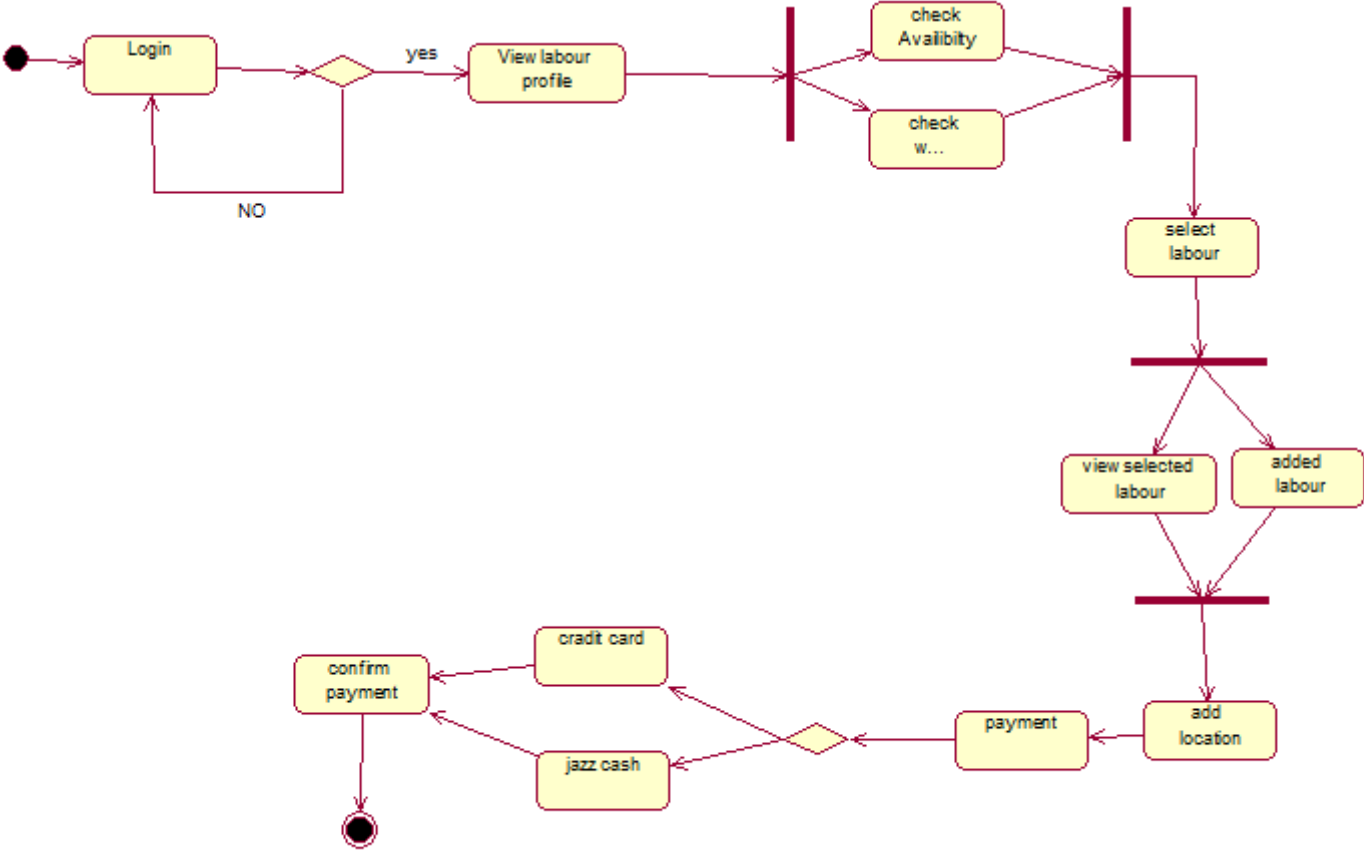 Login
yes
View labour
profile
check
Availibity
check
w...
NO
select
labour
view selected
labour
added
labour
cradit card
confirm
payment
jazz cash
payment
add
location